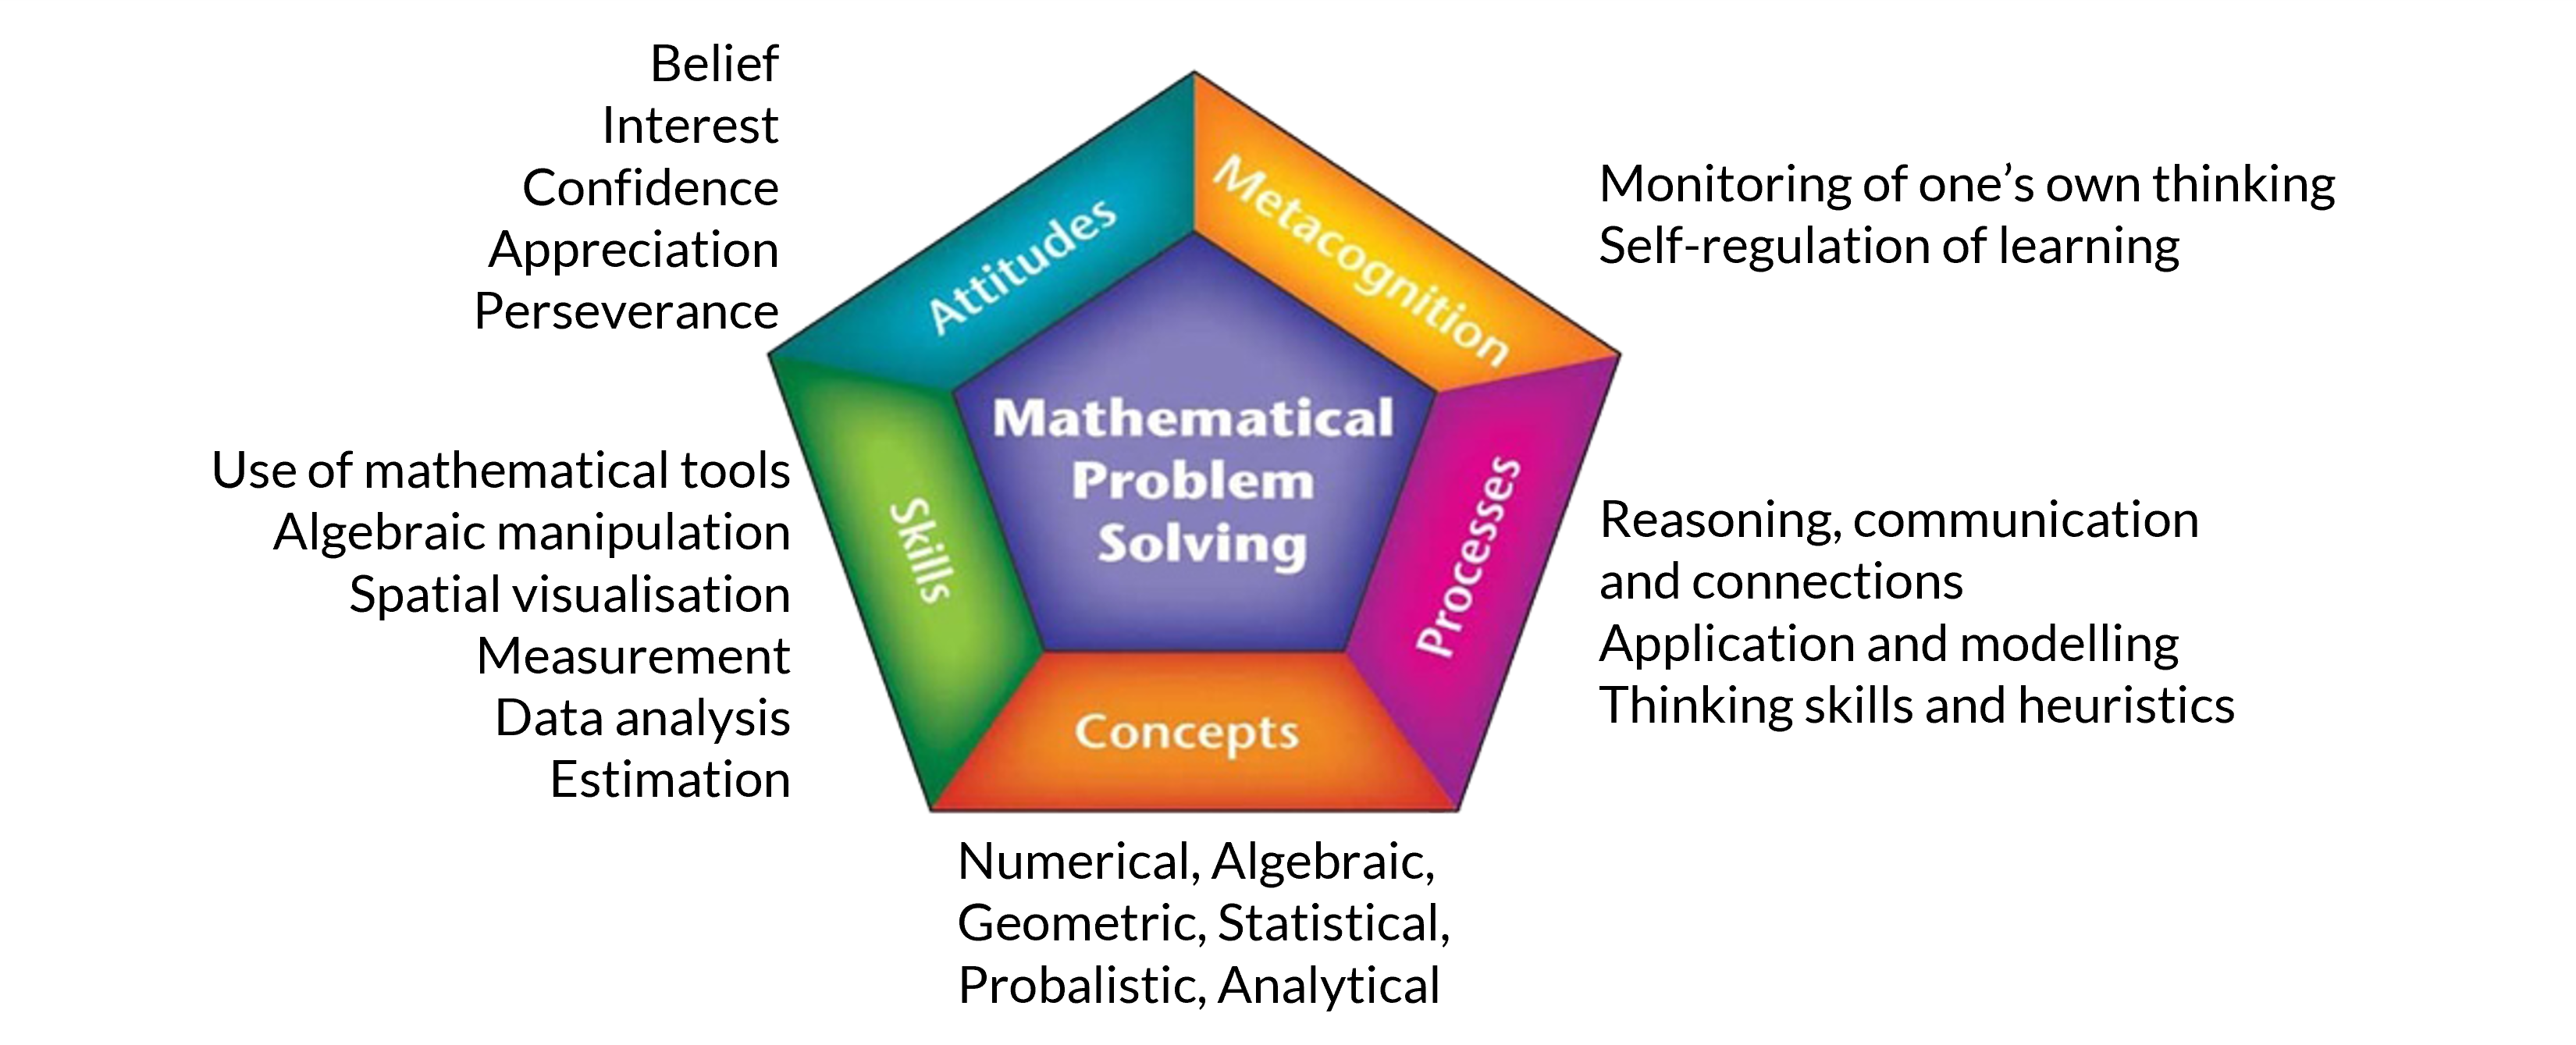 Belief
Interest
Confidence
Appreciation
Perseverance
Attitudes
Metacognition
Monitoring of one’s own thinking
Self-regulation of learning
Mathematical
Problem
Solving
Use of mathematical tools
Algebraic manipulation
Spatial visualisation
Measurement
Data analysis
Estimation
Skills
Processes
Reasoning, communication
and connections
Application and modelling
Thinking skills and heuristics
Concepts
Numerical, Algebraic,
Geometric, Statistical,
Probalistic, Analytical